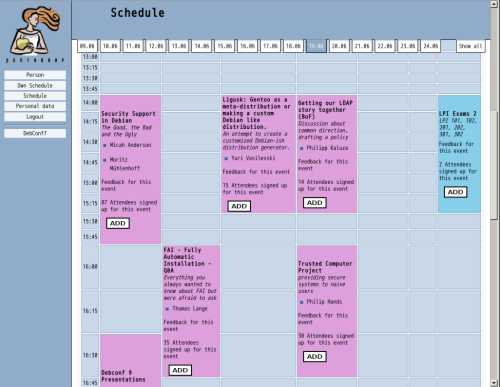 Schedule
09.06 10.06 11.06 12.06 13.06 14.06 15.06 16.06 17.06 18.06 19.06 20.06 21.06 22.06 23.06 24.06 Show all
Person
Own Schedule
Schedule
Personal data
Logout
DebConf7
13:00
13:15
13:30
13:45
14:00
14:15
14:30
14:45
15:00
15:15
15:30
15:45
16:00
16:15
16:30
16:45
Security Support
in Debian
The Good, the Bad
and the Ugly
Micah Anderson
Moritz
Mühlenhoff
Feedback for this
event
87 Attendees signed
up for this event
ADD
Ligusk: Gentoo as a
meta-distribution or
making a custom
Debian like
distribution.
An attempt to create a
customized Debian-ish
distribution generator.
Yuri Vasilevski
Feedback for this event
15 Attendees signed up
for this event
ADD
Getting our LDAP
story together
(BoF)
Discussion about
common direction,
drafting a policy
Philipp Kaluza
Feedback for this
event
14 Attendees signed
up for this event
ADD
LPI Exams 2
LPI 101, 102,
201, 202,
301, 302
Feedback for
this event
2 Attendees
signed up for
this event
ADD
FAI - Fully
Automatic
Installation -
Q&A
Everything you
always wanted to
know about FAI but
were afraid to ask
Thomas Lange
Feedback for this
event
35 Attendees
signed up for this
event
ADD
Trusted Computer
Project
providing secure
systems to naive
users
Philip Hands
Feedback for this
event
30 Attendees signed
up for this event
ADD
Debconf 9
Presentations